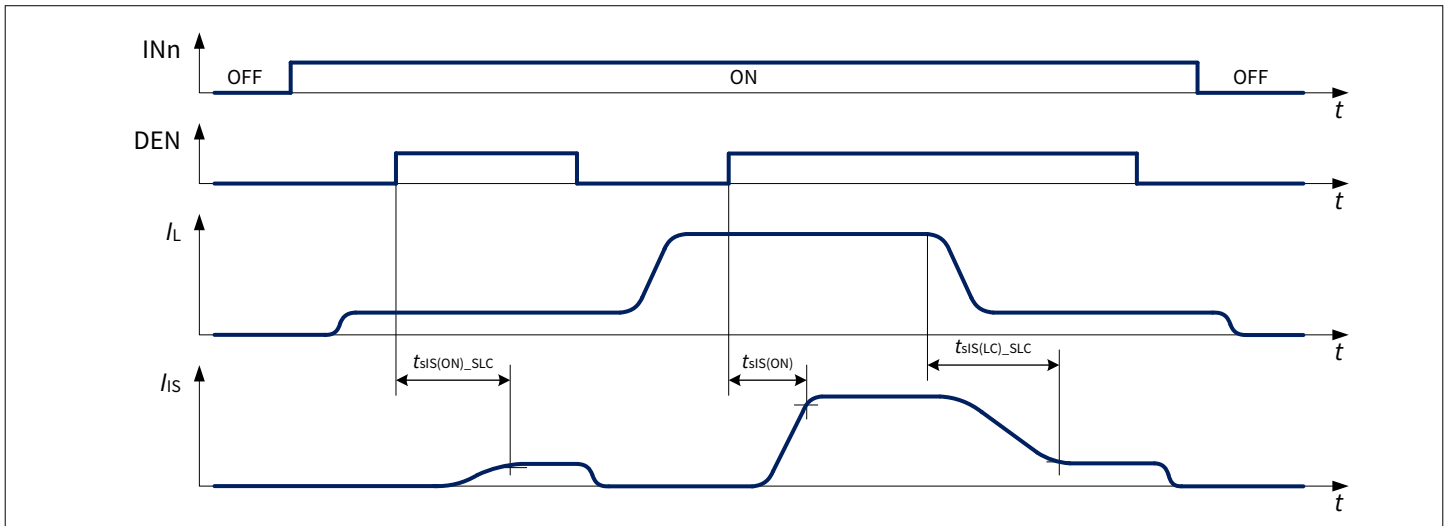 INn
OFF ON OFF
t
DEN
t
IL
t
tsIS(ON)_SLC tsIS(ON) tsIS(LC)_SLC
IIS
t